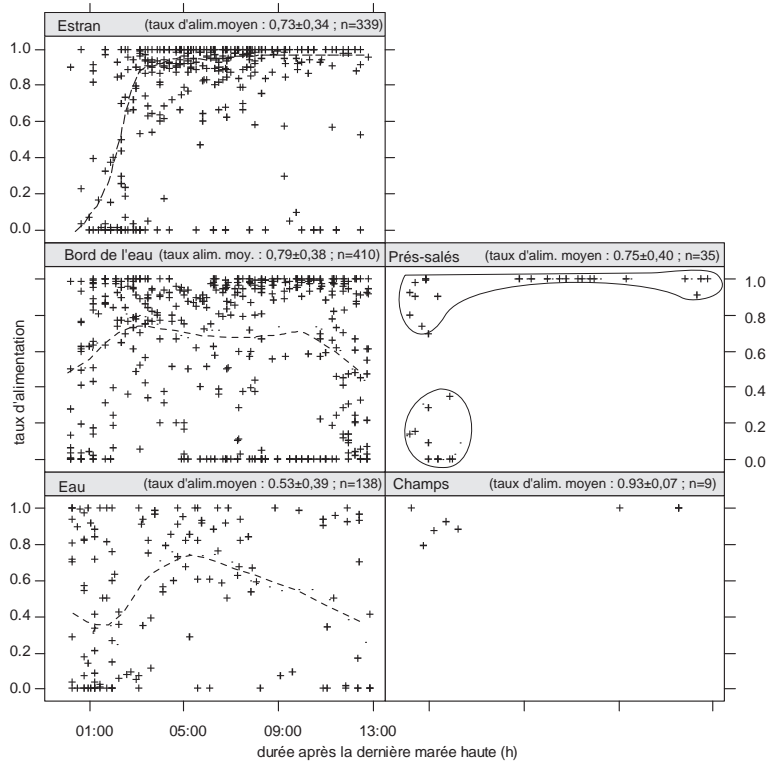 Estran (taux d'alim.moyen : 0,73±0,34 ; n=339)
1.0
0.8
0.6
0.4
0.2
0.0
Bord de l'eau (taux alim. moy. : 0,79±0,38 ; n=410)
Prés-salés (taux d'alim. moyen : 0.75±0,40 ; n=35)
1.0
0.8
0.6
0.4
0.2
0.0
taux d'alimentation
Eau (taux d'alim.moyen : 0.53±0,39 ; n=138)
Champs (taux d'alim. moyen : 0.93±0,07 ; n=9)
1.0
0.8
0.6
0.4
0.2
0.0
01:00 05:00 09:00 13:00
durée après la dernière marée haute (h)